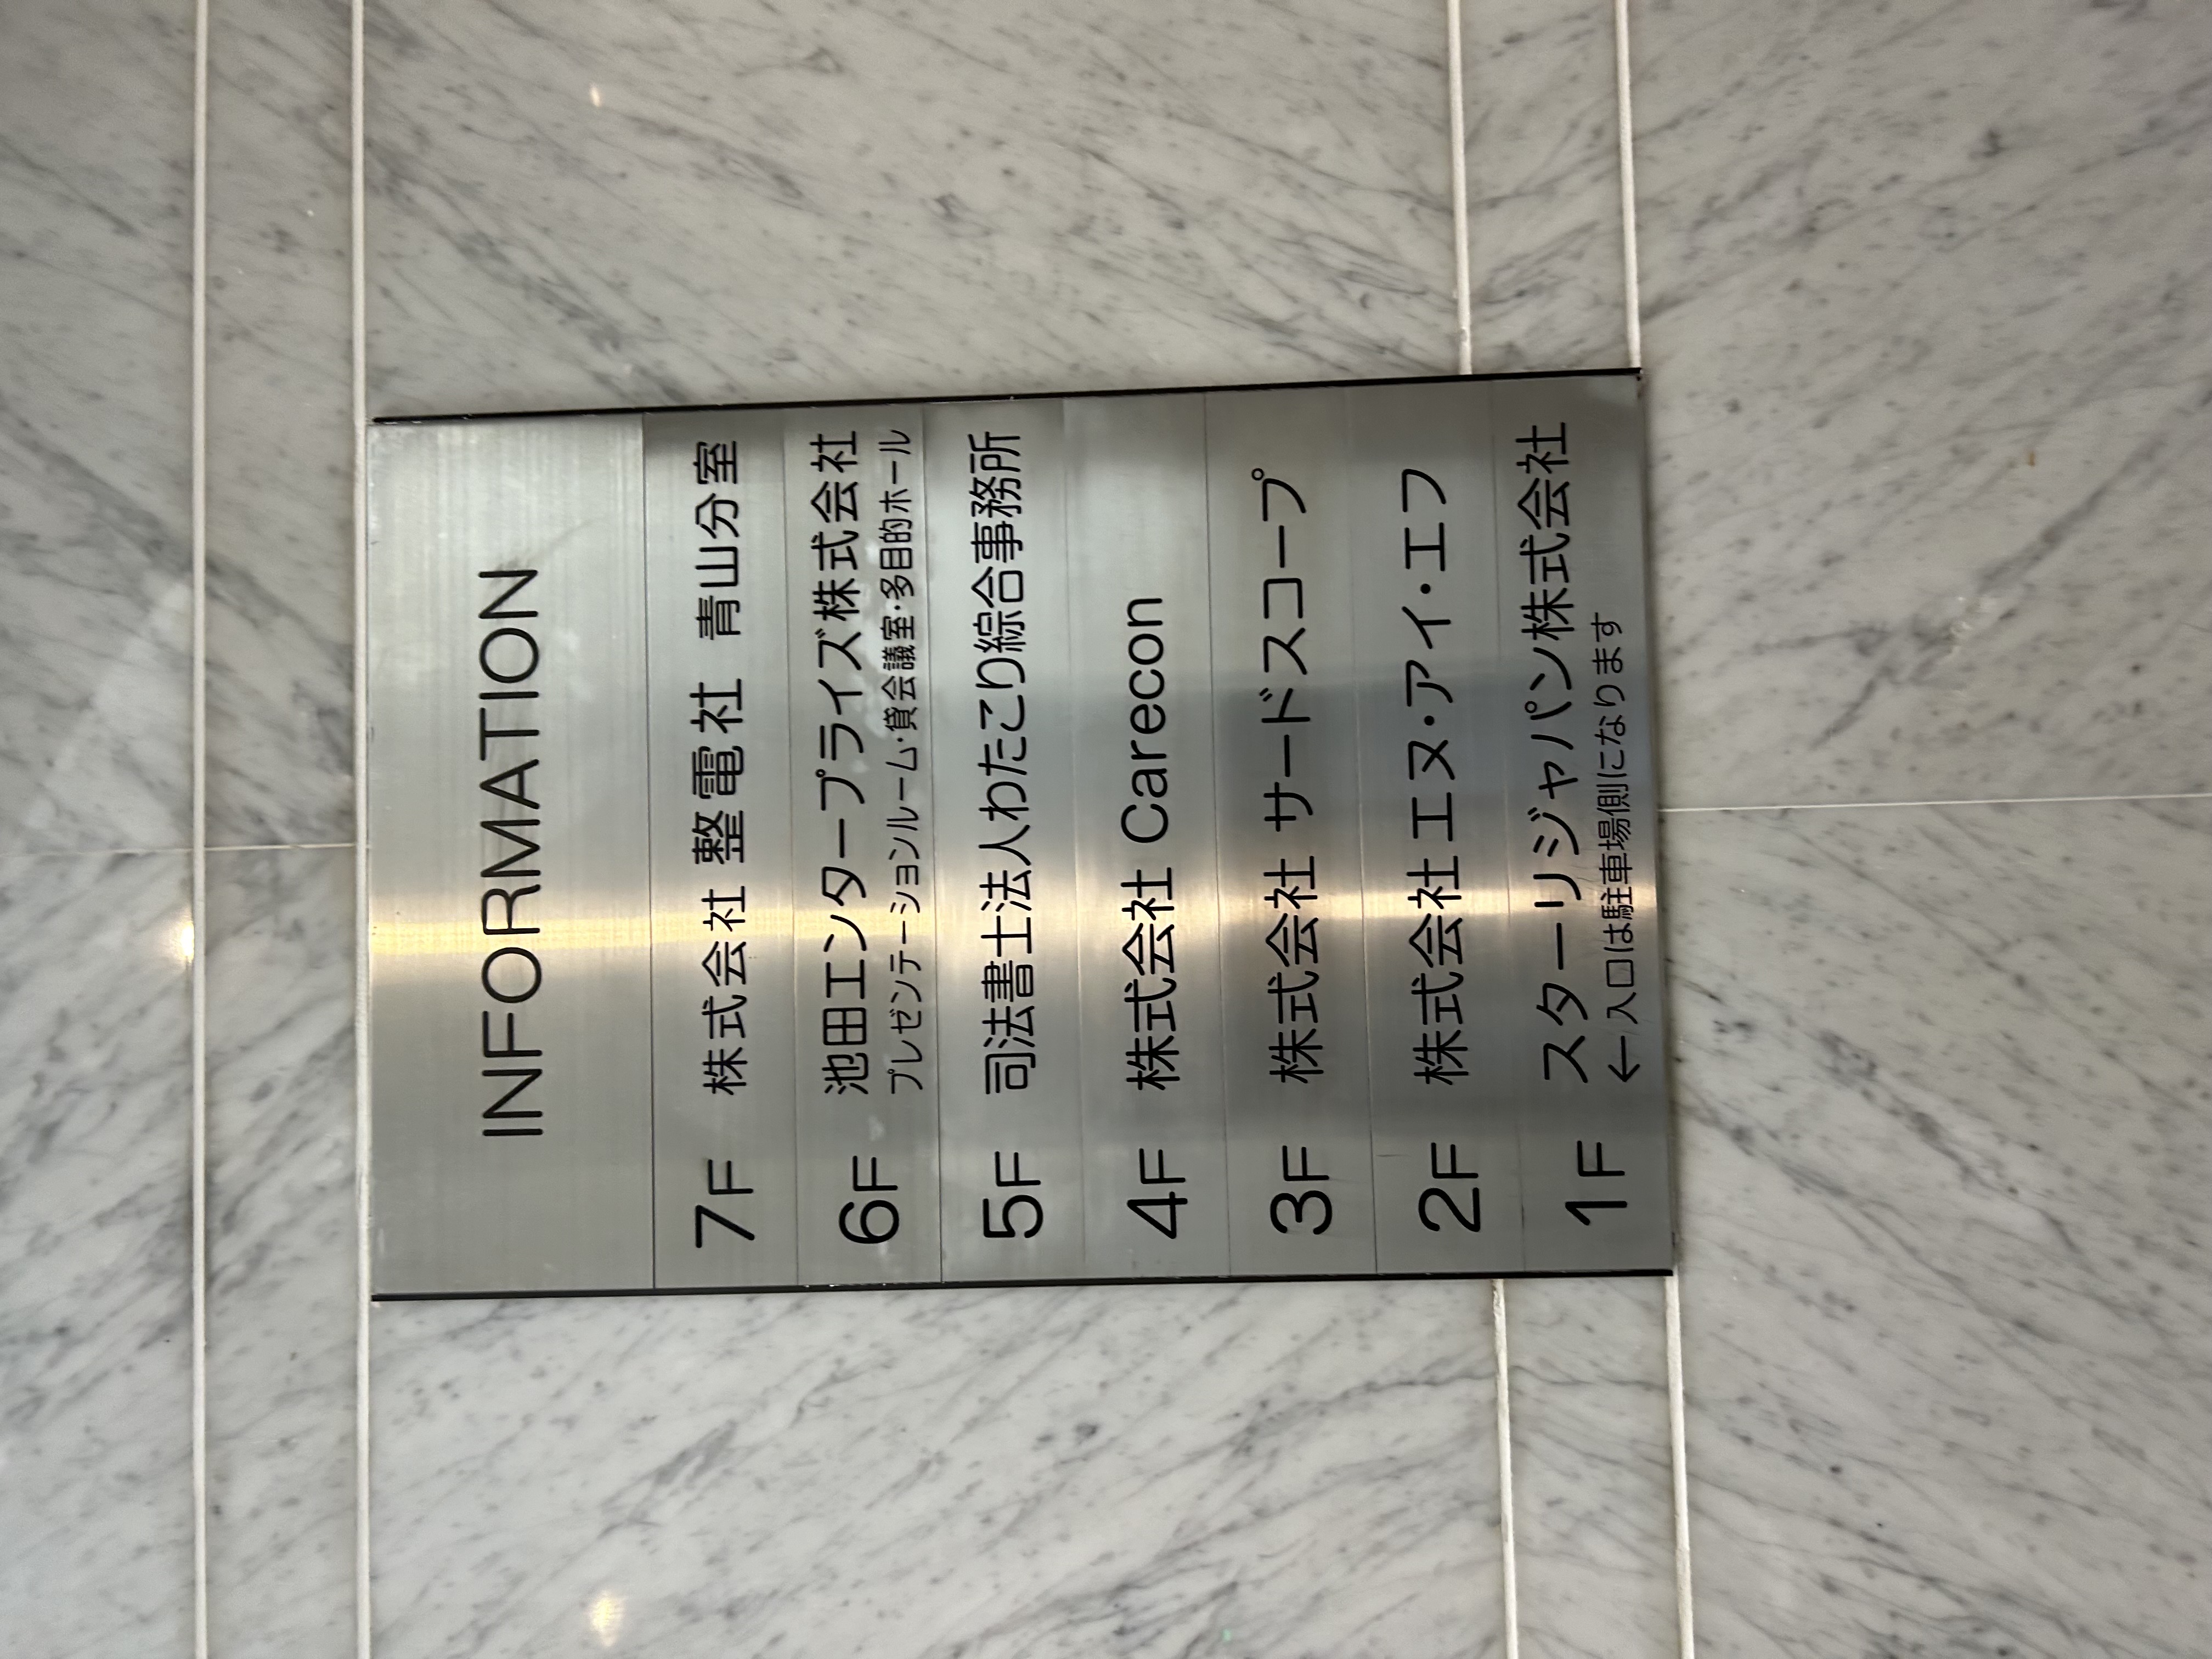 INFORMATION
7F 株式会社 整電社 青山分室
6F 池田エンタープライズ株式会社
プレゼンテーションルーム・貸会議室・多目的ホール
5F 司法書士法人わたこり綜合事務所
4F 株式会社 Carecon
3F 株式会社 サードスコープ
2F 株式会社エヌ・アイ・エフ
1F スターリジャパン株式会社
←入口は駐車場側になります